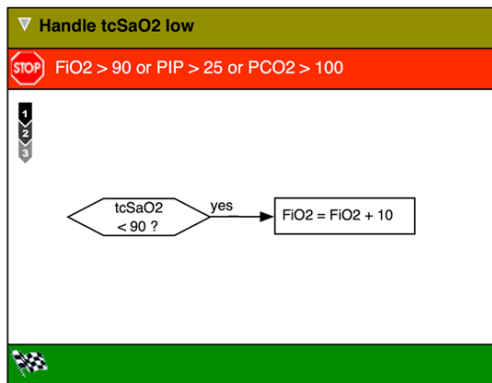 Handle tcSaO2 low
STOP FiO2 > 90 or PIP > 25 or PCO2 > 100
1
2
3
tcSaO2
< 90 ?
yes
FiO2 = FiO2 + 10